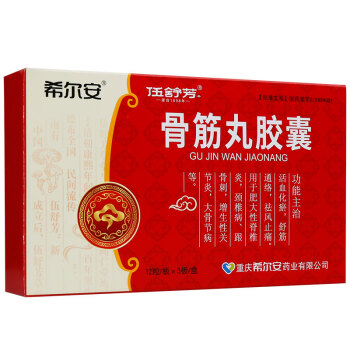 希尔安®
伍舒芳®
骨筋丸胶囊
GU JIN WAN JIAONANG
功能主治
活血化瘀，舒筋
通络，祛风止痛。
用于肥大性脊椎
炎，颈椎病，跟
骨刺，增生性关
节炎，大骨节病
等。
12粒/板×3板/盒
重庆希尔安药业有限公司